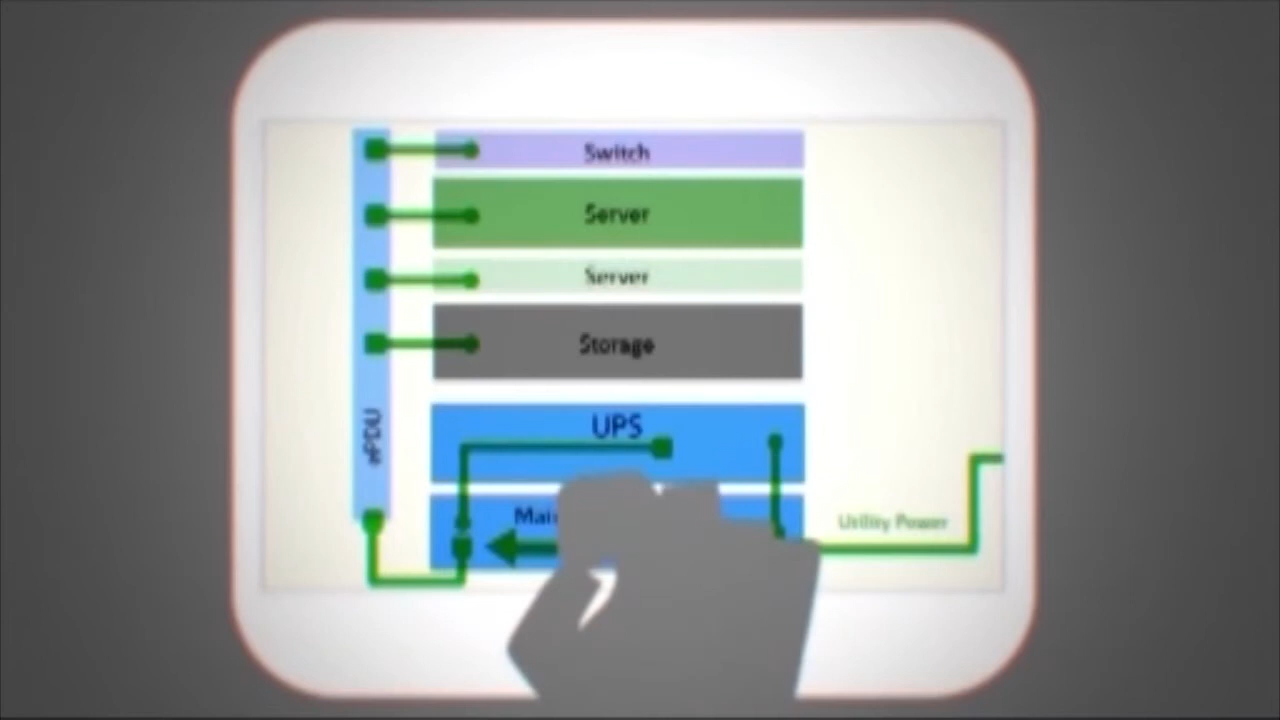 Switch
Server
Server
Storage
ePDU
UPS
Utility Power